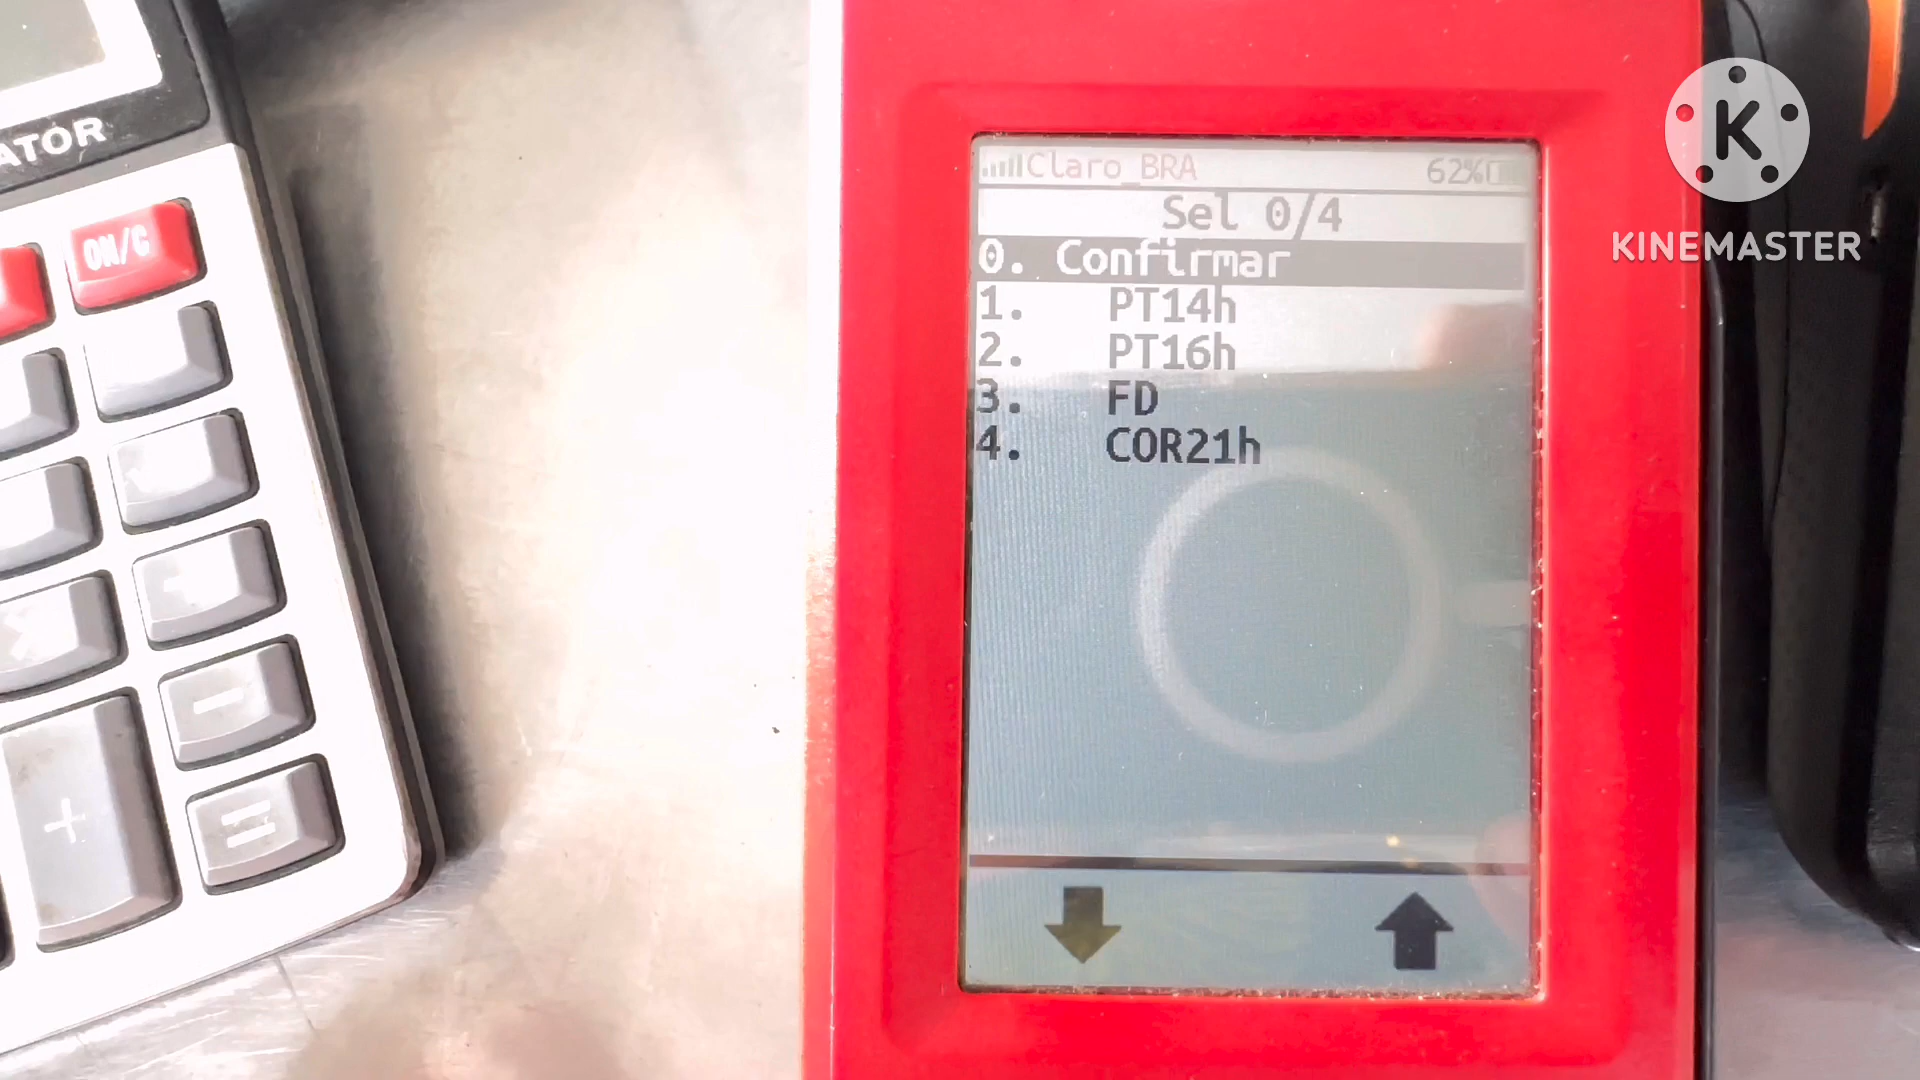 ATOR
ON/C
+
-
=
Claro_BRA 62%
Sel 0/4
0. Confirmar
1. PT14h
2. PT16h
3. FD
4. COR21h
K
KINEMASTER